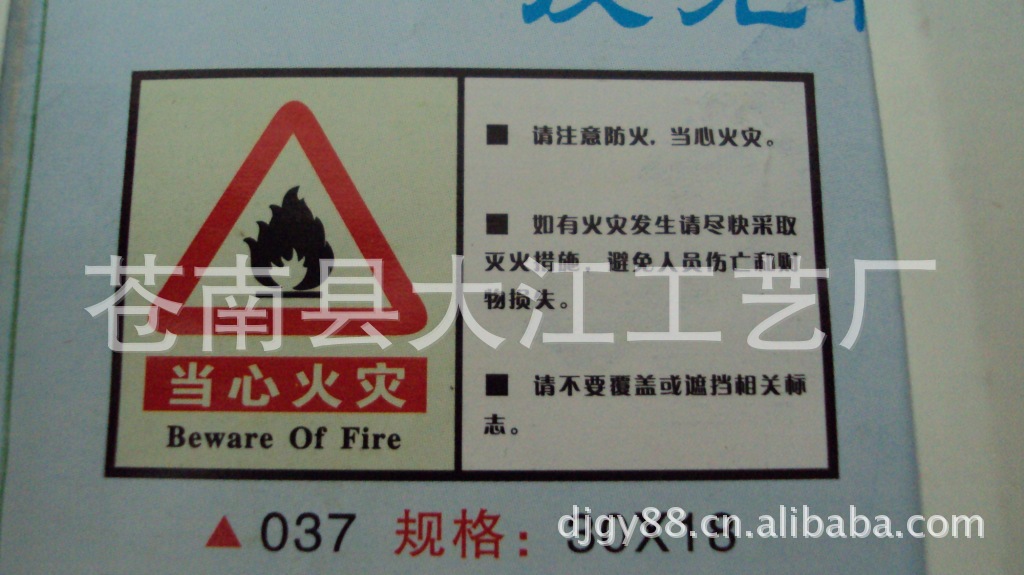 ■ 请注意防火，当心火灾。
■ 如有火灾发生请尽快采取
灭火措施，避免人员伤亡和财
物损失。
■ 请不要覆盖或遮挡相关标
志。
苍南县大江工艺厂
当心火灾
Beware Of Fire
▲037 规格：30X18
djgy88.cn.alibaba.com